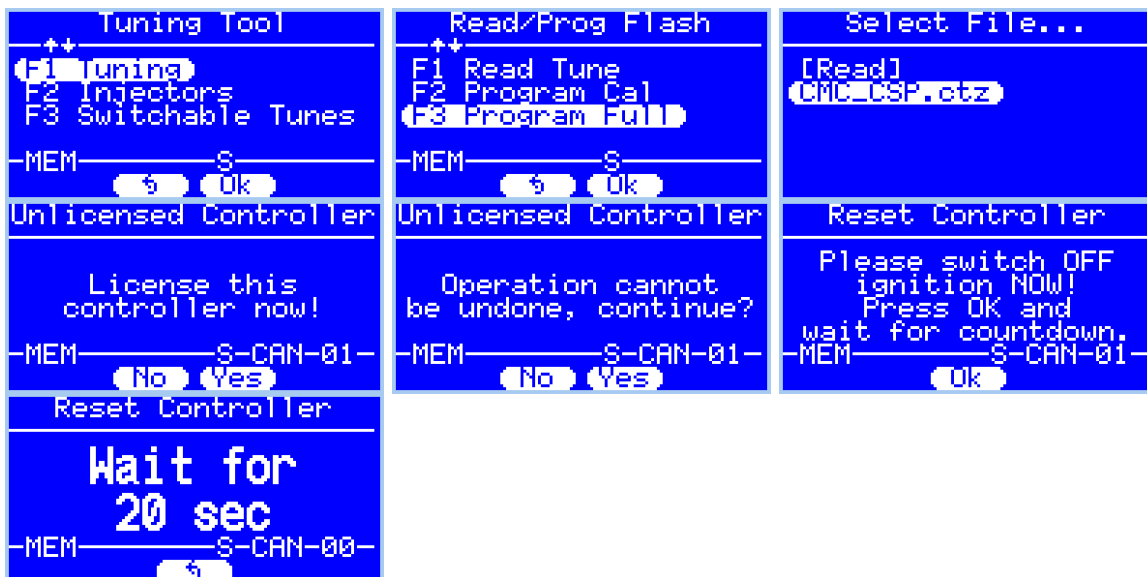 Tuning Tool
F1 Tuning
F2 Injectors
F3 Switchable Tunes
MEM S
Ok
Read/Prog Flash
F1 Read Tune
F2 Program Cal
F3 Program Full
MEM S
Ok
Select File...
[Read]
CMC_CSP.ctz
Unlicensed Controller
License this
controller now!
MEM S-CAN-01
No Yes
Unlicensed Controller
Operation cannot
be undone, continue?
MEM S-CAN-01
No Yes
Reset Controller
Please switch OFF
ignition NOW!
Press OK and
wait for countdown.
MEM S-CAN-01
Ok
Reset Controller
Wait for
20 sec
MEM S-CAN-00